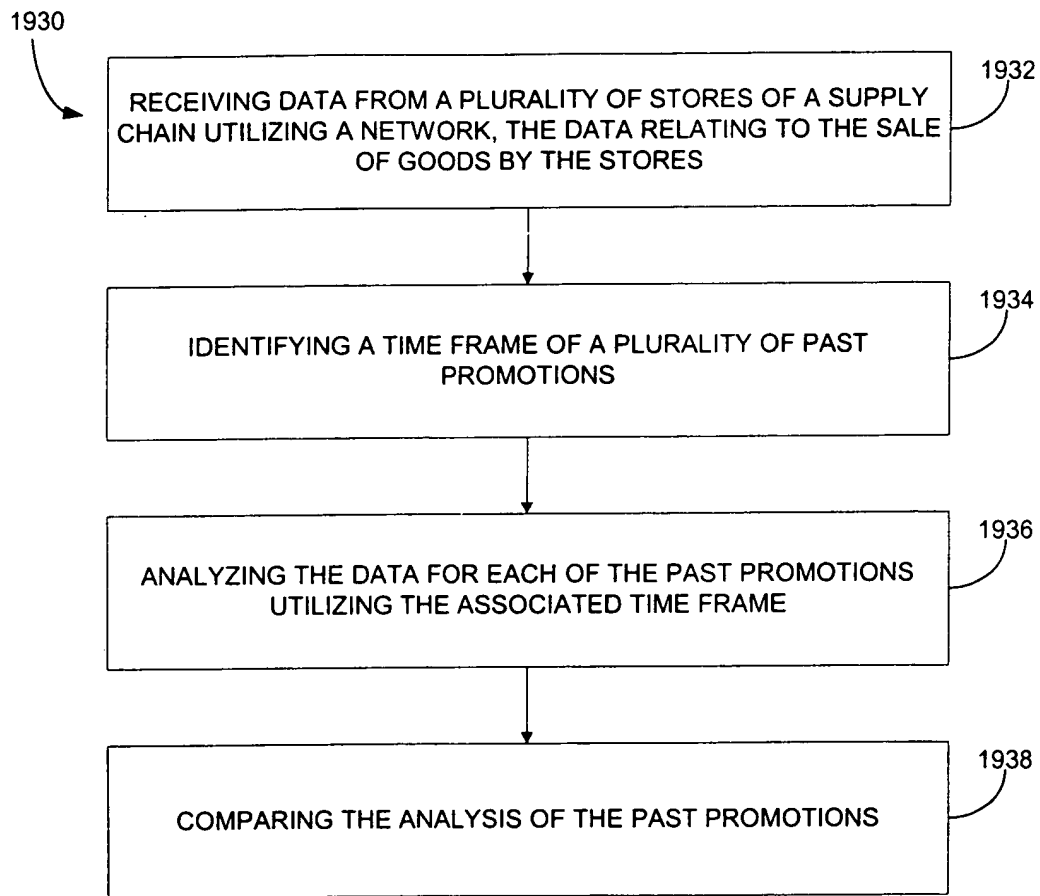 1930
1932
RECEIVING DATA FROM A PLURALITY OF STORES OF A SUPPLY
CHAIN UTILIZING A NETWORK, THE DATA RELATING TO THE SALE
OF GOODS BY THE STORES
1934
IDENTIFYING A TIME FRAME OF A PLURALITY OF PAST
PROMOTIONS
1936
ANALYZING THE DATA FOR EACH OF THE PAST PROMOTIONS
UTILIZING THE ASSOCIATED TIME FRAME
1938
COMPARING THE ANALYSIS OF THE PAST PROMOTIONS